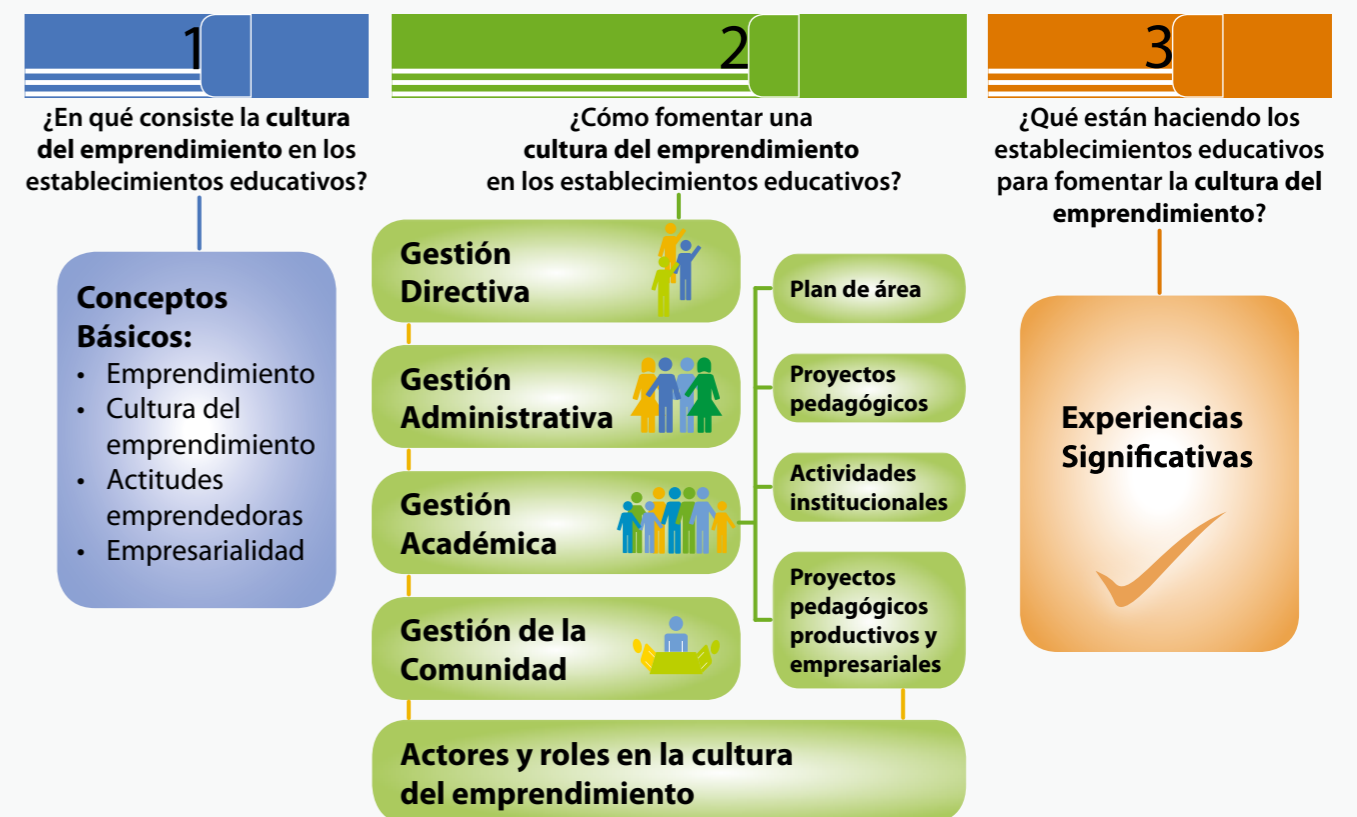 1
¿En qué consiste la cultura
del emprendimiento en los
establecimientos educativos?
Conceptos
Básicos:
• Emprendimiento
• Cultura del
emprendimiento
• Actitudes
emprendedoras
• Empresarialidad
2
¿Cómo fomentar una
cultura del emprendimiento
en los establecimientos educativos?
Gestión
Directiva
Gestión
Administrativa
Gestión
Académica
Gestión de la
Comunidad
Plan de área
Proyectos
pedagógicos
Actividades
institucionales
Proyectos
pedagógicos
productivos y
empresariales
Actores y roles en la cultura
del emprendimiento
3
¿Qué están haciendo los
establecimientos educativos
para fomentar la cultura del
emprendimiento?
Experiencias
Significativas